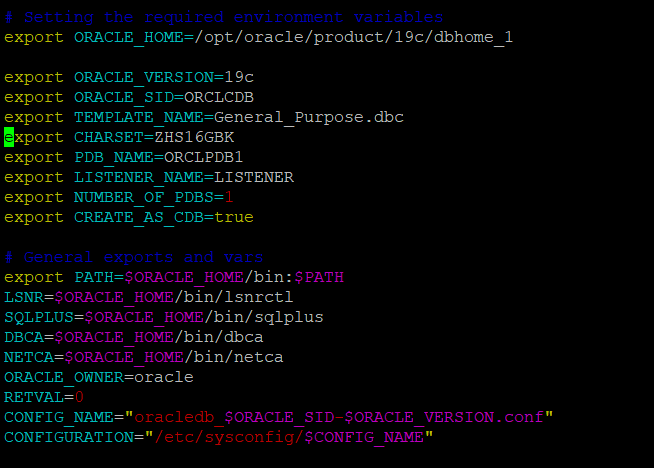 # Setting the required environment variables
export ORACLE_HOME=/opt/oracle/product/19c/dbhome_1
export ORACLE_VERSION=19c
export ORACLE_SID=ORCLCDB
export TEMPLATE_NAME=General_Purpose.dbc
export CHARSET=ZHS16GBK
export PDB_NAME=ORCLPDB1
export LISTENER_NAME=LISTENER
export NUMBER_OF_PDBS=1
export CREATE_AS_CDB=true
# General exports and vars
export PATH=$ORACLE_HOME/bin:$PATH
LSNR=$ORACLE_HOME/bin/lsnrctl
SQLPLUS=$ORACLE_HOME/bin/sqlplus
DBCA=$ORACLE_HOME/bin/dbca
NETCA=$ORACLE_HOME/bin/netca
ORACLE_OWNER=oracle
RETVAL=0
CONFIG_NAME="oracledb_$ORACLE_SID-$ORACLE_VERSION.conf"
CONFIGURATION="/etc/sysconfig/$CONFIG_NAME"